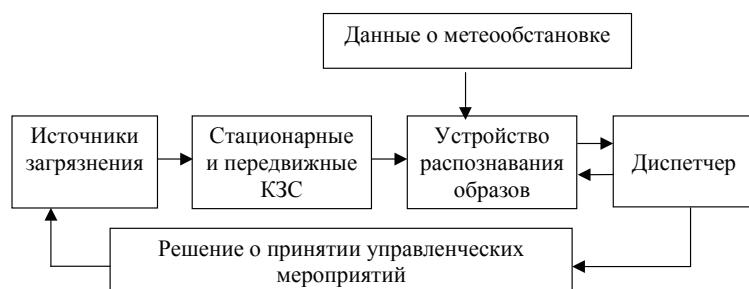 Данные о метеообстановке
Источники
загрязнения
Стационарные
и передвижные
КЗС
Устройство
распознавания
образов
Диспетчер
Решение о принятии управленческих
мероприятий